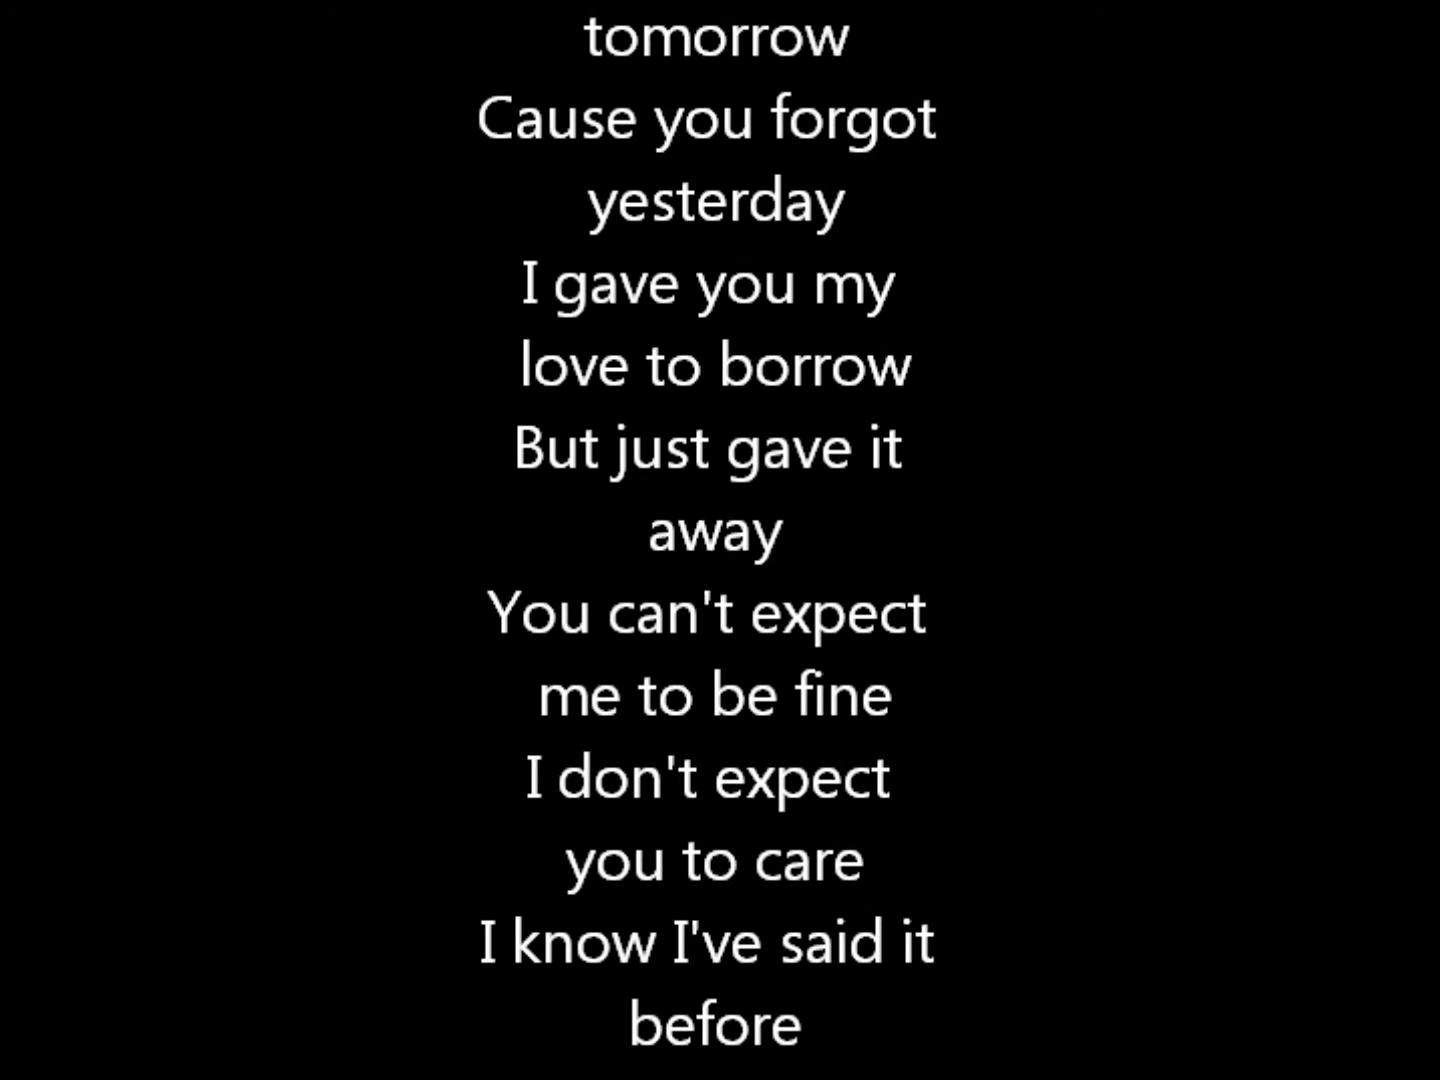 tomorrow
Cause you forgot
yesterday
I gave you my
love to borrow
But just gave it
away
You can't expect
me to be fine
I don't expect
you to care
I know I've said it
before